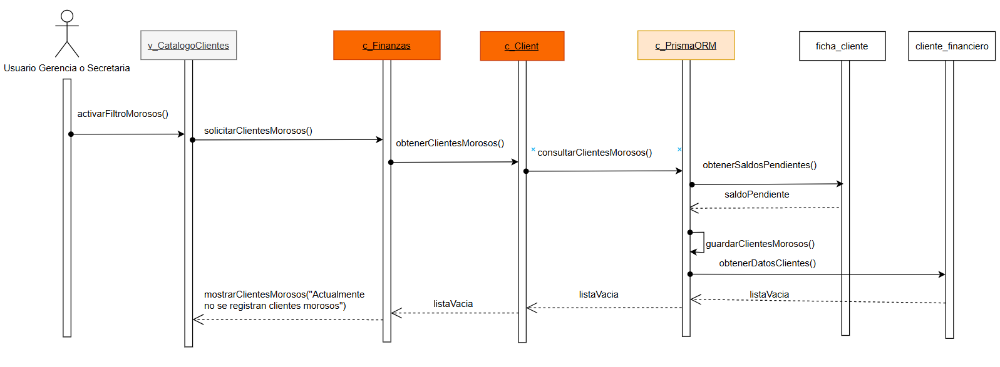 v_CatalogoClientes
c_Finanzas
c_Client
c_PrismaORM
ficha_cliente
cliente_financiero
Usuario Gerencia o Secretaria
activarFiltroMorosos()
solicitarClientesMorosos()
obtenerClientesMorosos()
consultarClientesMorosos()
obtenerSaldosPendientes()
saldoPendiente
guardarClientesMorosos()
obtenerDatosClientes()
listaVacia
listaVacia
listaVacia
mostrarClientesMorosos("Actualmente
no se registran clientes morosos")